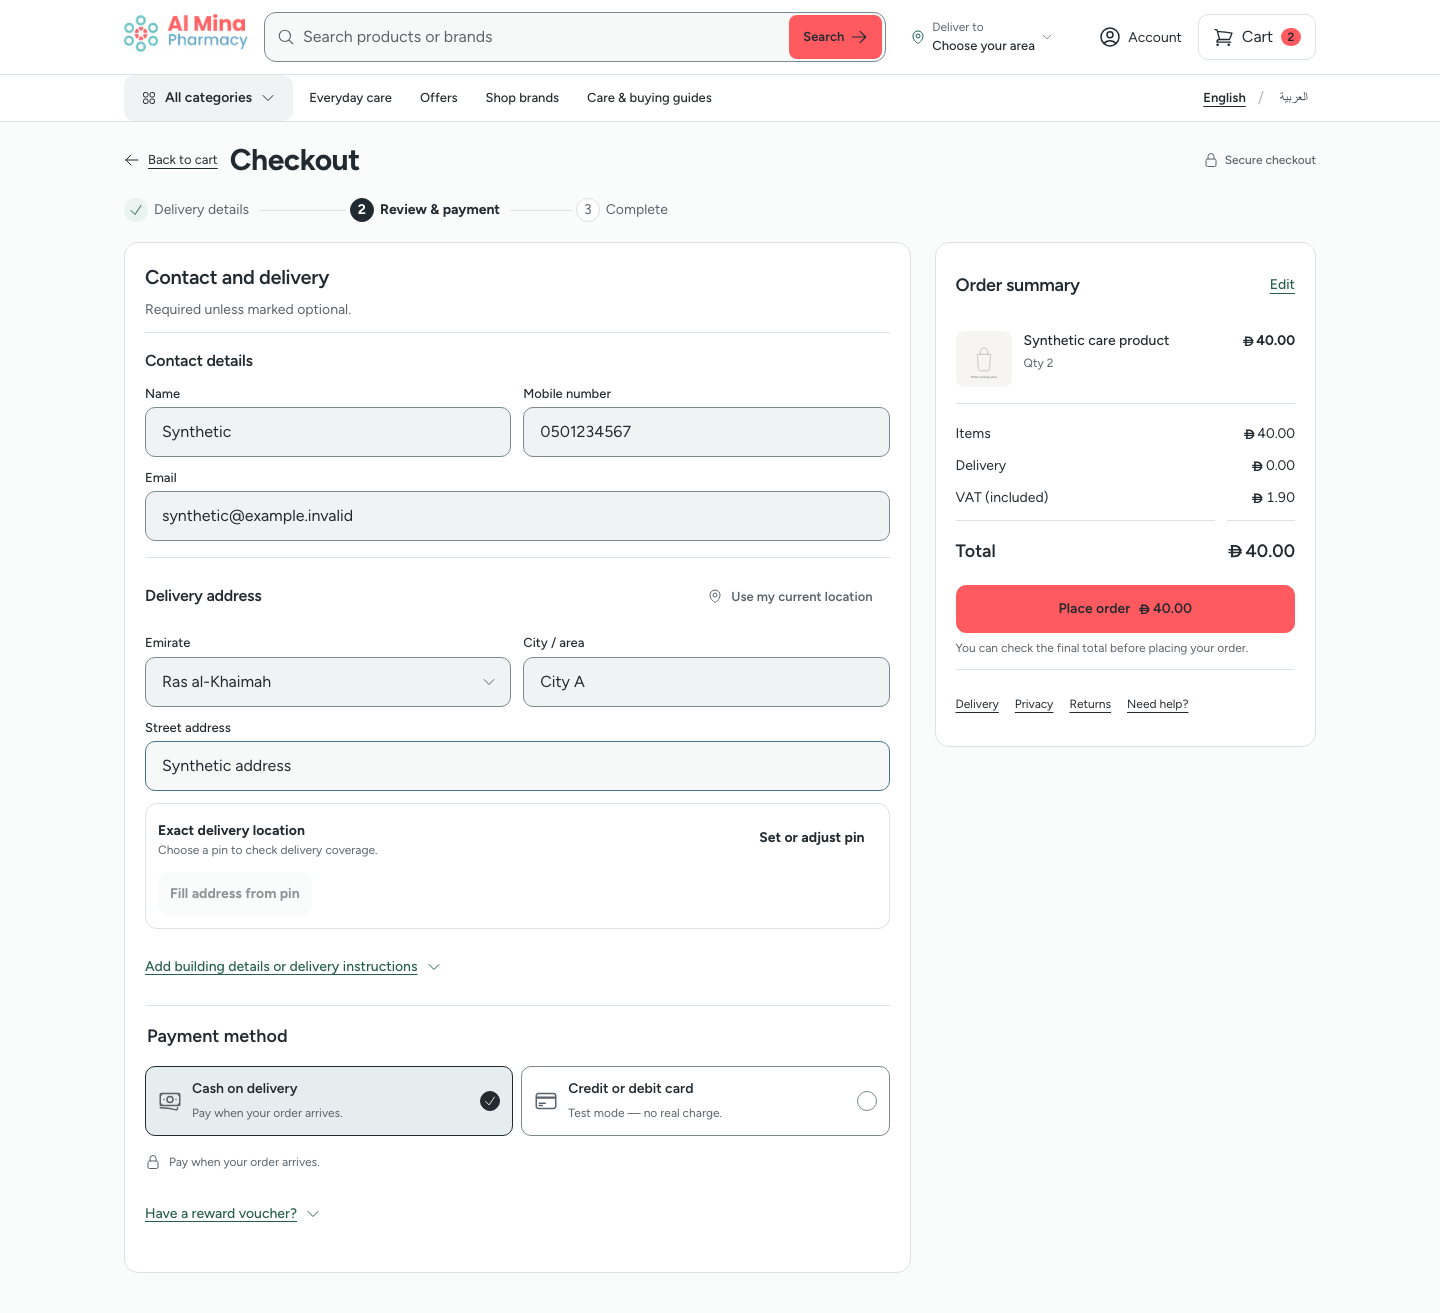 Al Mina
Pharmacy
Search products or brands
Search
Deliver to
Choose your area
Account
Cart 2
All categories
Everyday care
Offers
Shop brands
Care & buying guides
English / العربية
Back to cart
Checkout
Secure checkout
Delivery details
2 Review & payment
3 Complete
Contact and delivery
Required unless marked optional.
Contact details
Name
Mobile number
Synthetic
0501234567
Email
synthetic@example.invalid
Delivery address
Use my current location
Emirate
City / area
Ras al-Khaimah
City A
Street address
Synthetic address
Exact delivery location
Choose a pin to check delivery coverage.
Set or adjust pin
Fill address from pin
Add building details or delivery instructions
Payment method
Cash on delivery
Pay when your order arrives.
Credit or debit card
Test mode — no real charge.
Pay when your order arrives.
Have a reward voucher?
Order summary
Edit
Synthetic care product
40.00
Qty 2
Items 40.00
Delivery 0.00
VAT (included) 1.90
Total 40.00
Place order 40.00
You can check the final total before placing your order.
Delivery
Privacy
Returns
Need help?